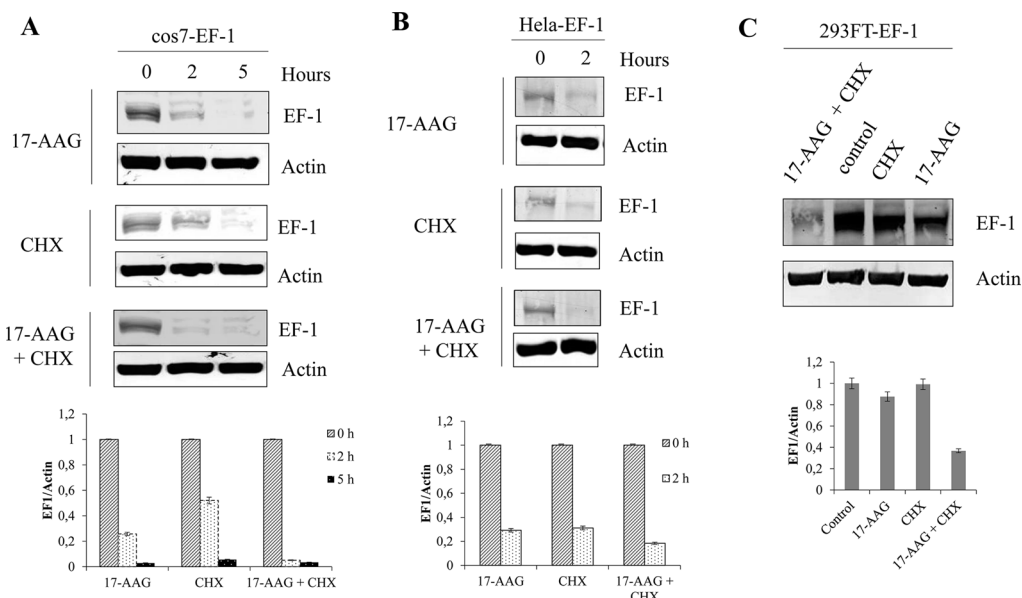 A
cos7-EF-1
0 2 5 Hours
17-AAG
EF-1
Actin
CHX
EF-1
Actin
17-AAG
+ CHX
EF-1
Actin
1,2
1
0,8
0,6
0,4
0,2
0
EF1/Actin
0 h
2 h
5 h
17-AAG CHX 17-AAG + CHX
B
Hela-EF-1
0 2 Hours
17-AAG
EF-1
Actin
CHX
EF-1
Actin
17-AAG
+ CHX
EF-1
Actin
1,2
1
0,8
0,6
0,4
0,2
0
EF1/Actin
0 h
2 h
17-AAG CHX 17-AAG +
CHX
C
293FT-EF-1
17-AAG + CHX
control
CHX
17-AAG
EF-1
Actin
1,2
1
0,8
0,6
0,4
0,2
0
EF1/Actin
Control
17-AAG
CHX
17-AAG + CHX